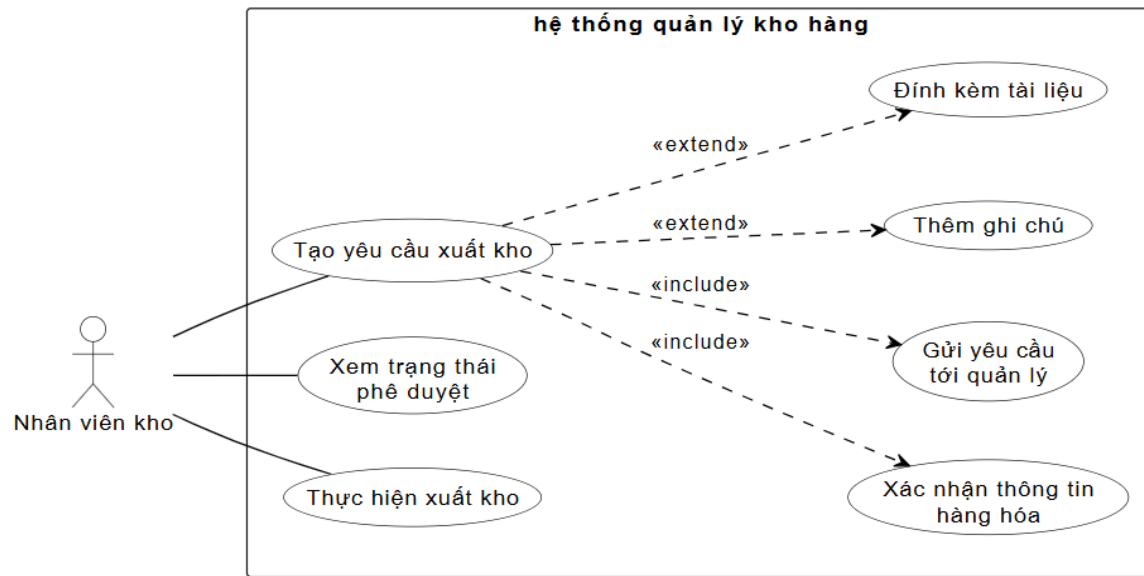 hệ thống quản lý kho hàng
Đính kèm tài liệu
«extend»
Thêm ghi chú
«extend»
Tạo yêu cầu xuất kho
«include»
Gửi yêu cầu
tới quản lý
«include»
Xem trạng thái
phê duyệt
Nhân viên kho
Thực hiện xuất kho
Xác nhận thông tin
hàng hóa